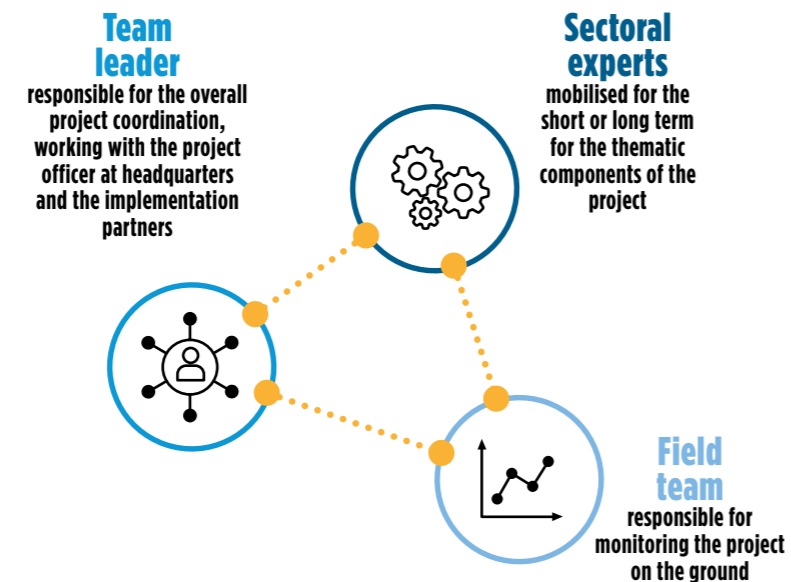 Team
leader
responsible for the overall
project coordination,
working with the project
officer at headquarters
and the implementation
partners
Sectoral
experts
mobilised for the
short or long term
for the thematic
components of the
project
Field
team
responsible for
monitoring the project
on the ground